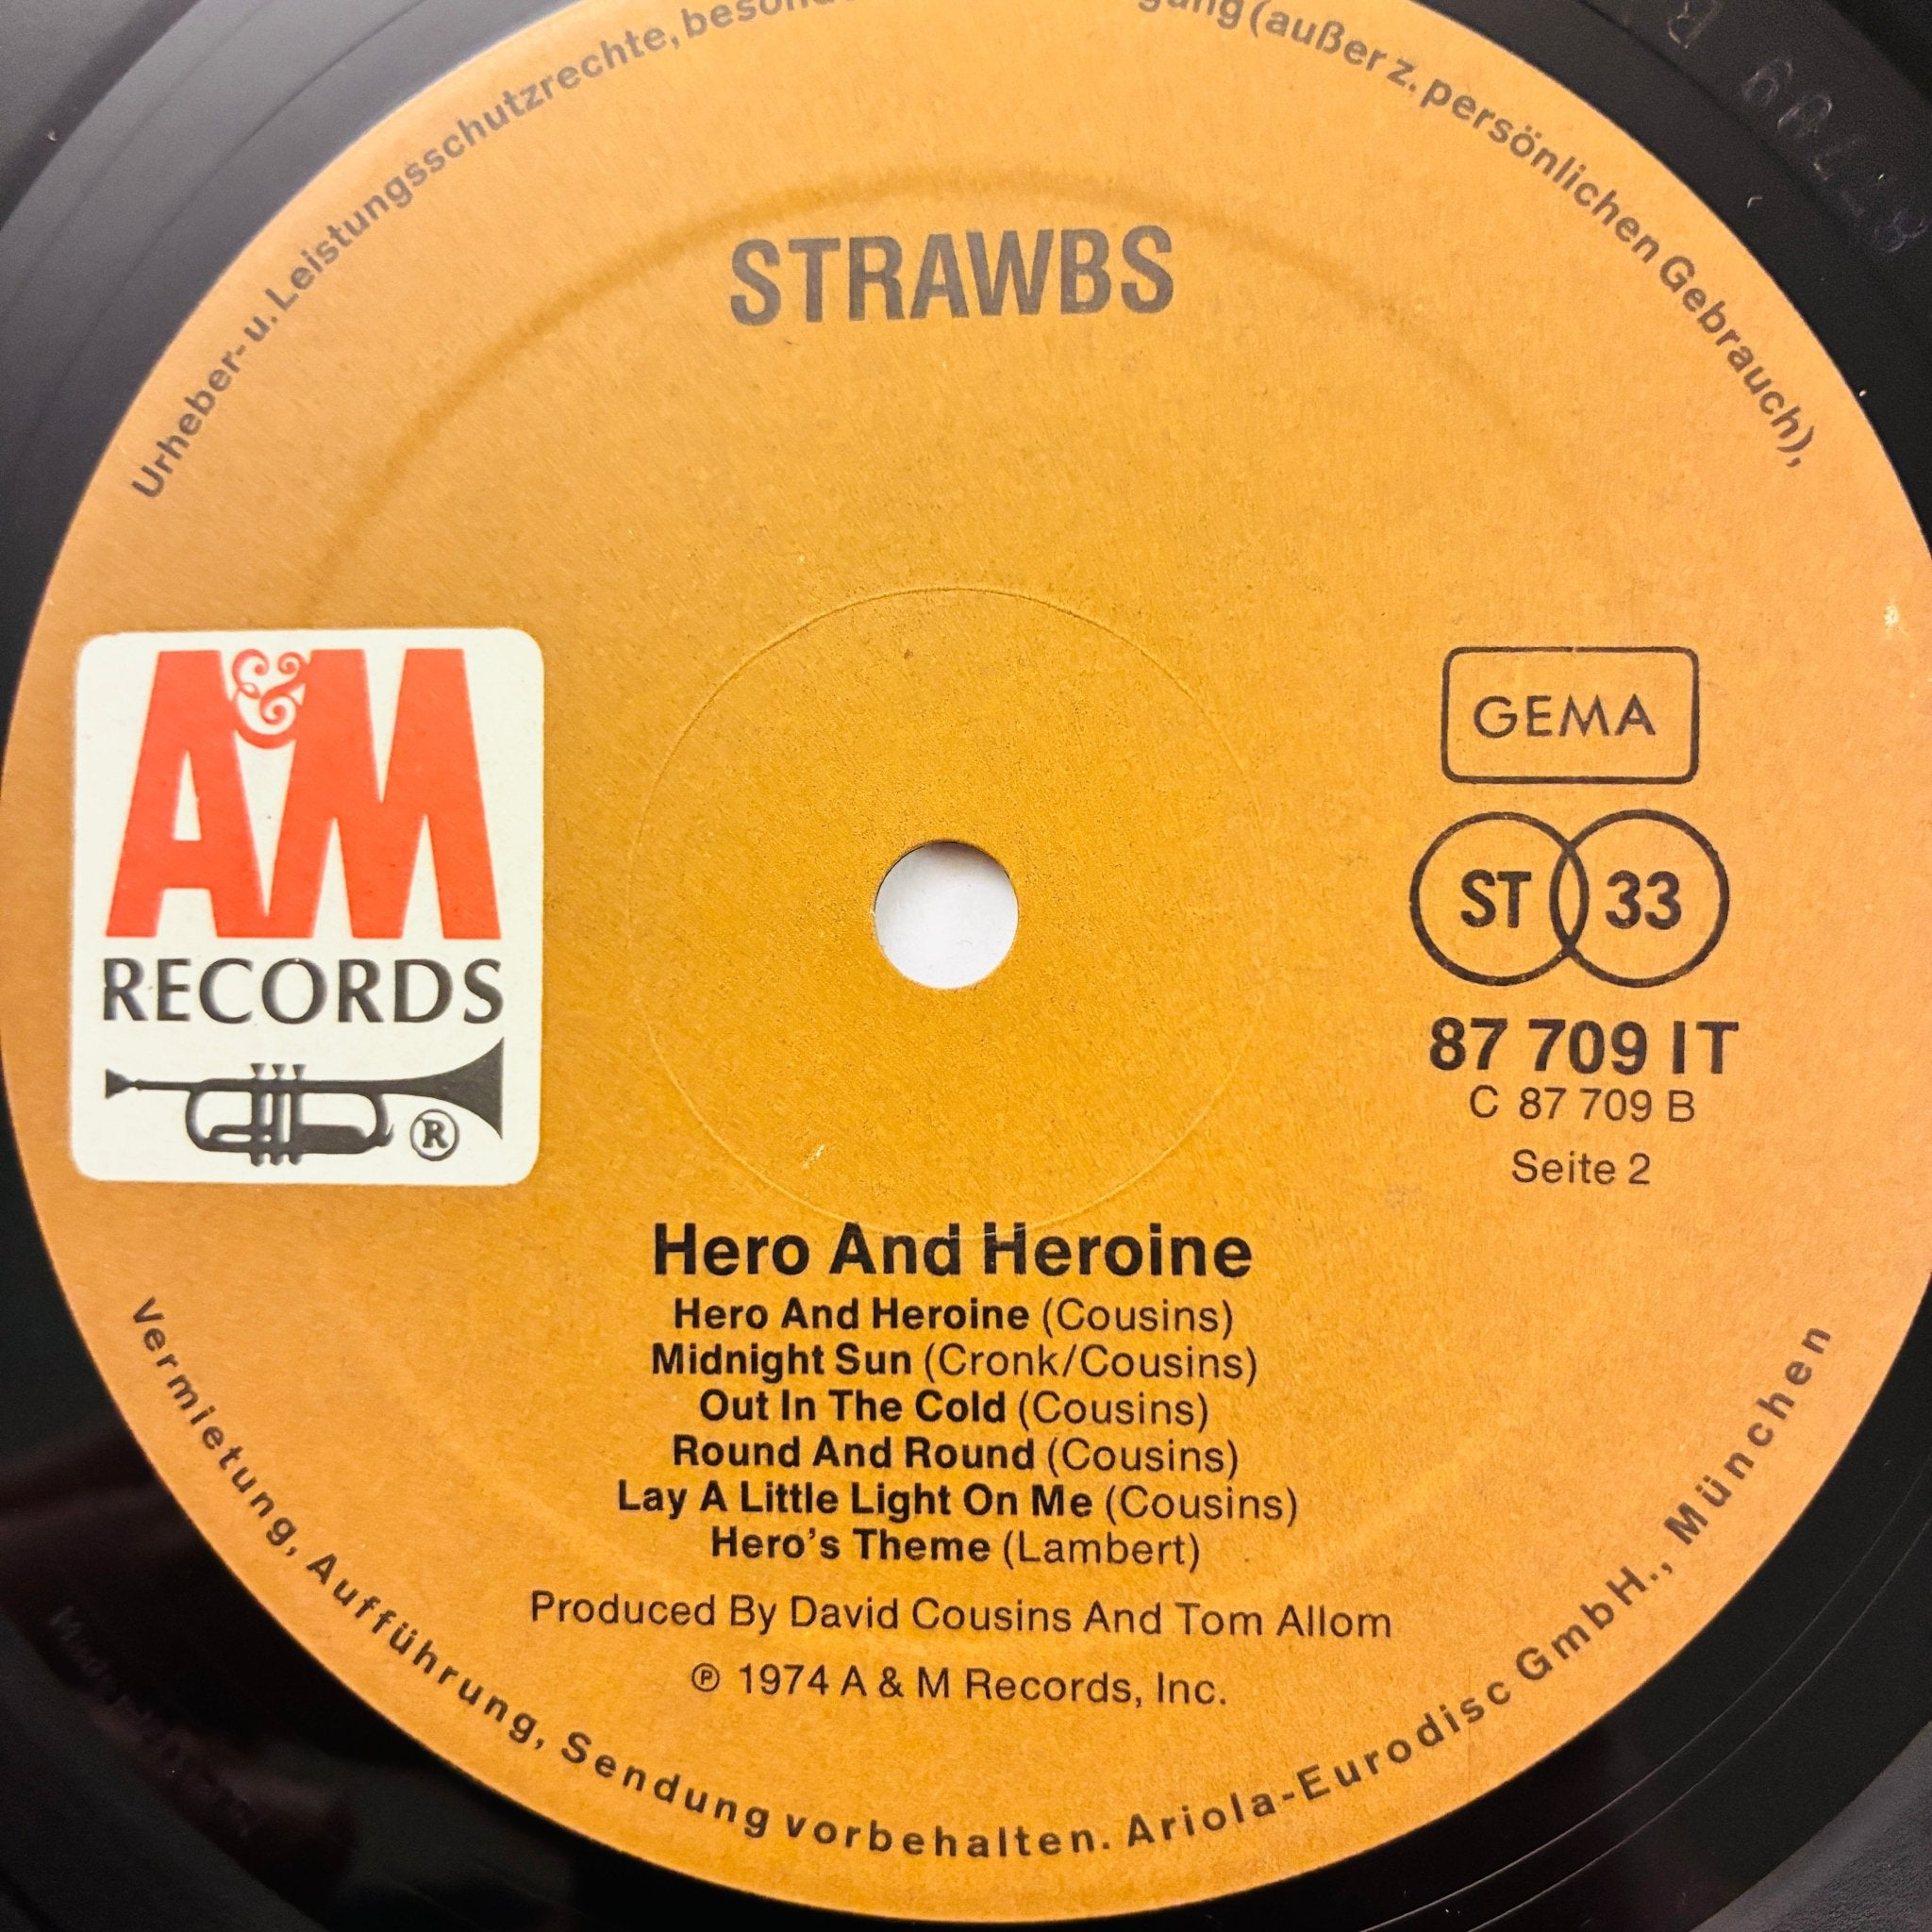 Urheber- u. Leistungsschutzrechte, (außer z. persönlichen Gebrauch),
STRAWBS
A&M
RECORDS
®
GEMA
ST 33
87 709 IT
C 87 709 B
Seite 2
Hero And Heroine
Hero And Heroine (Cousins)
Midnight Sun (Cronk/Cousins)
Out In The Cold (Cousins)
Round And Round (Cousins)
Lay A Little Light On Me (Cousins)
Hero's Theme (Lambert)
Produced By David Cousins And Tom Allom
℗ 1974 A & M Records, Inc.
Vermietung, Aufführung, Sendung vorbehalten. Ariola-Eurodisc GmbH., München